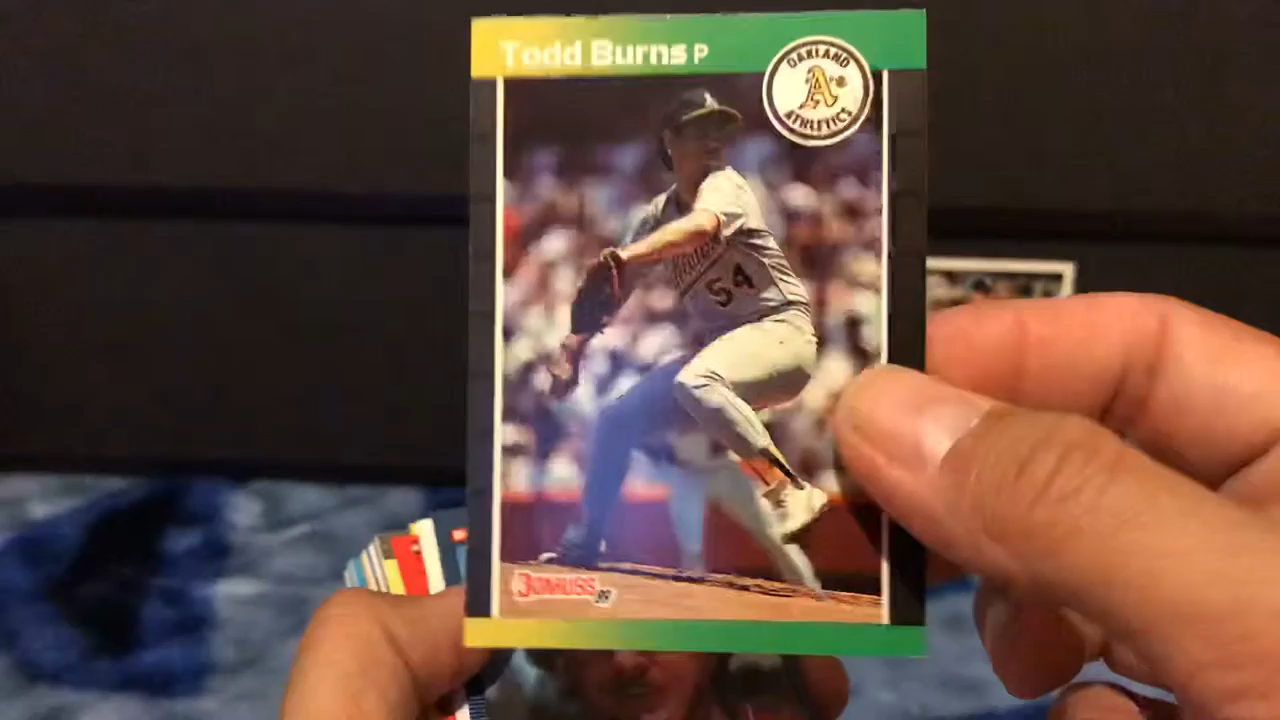 Todd Burns P
OAKLAND
A's
ATHLETICS
54
DONRUSS 89